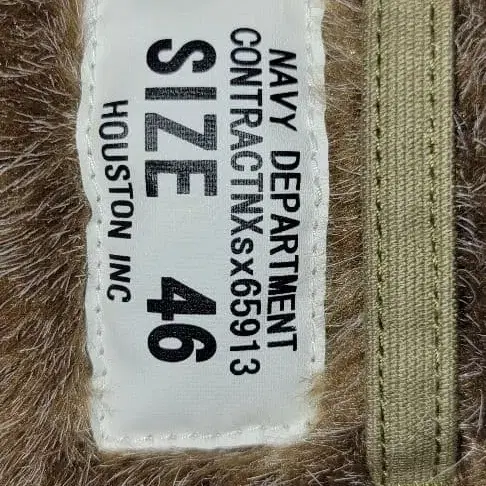 NAVY DEPARTMENT
CONTRACTNXsx65913
SIZE 46
HOUSTON INC